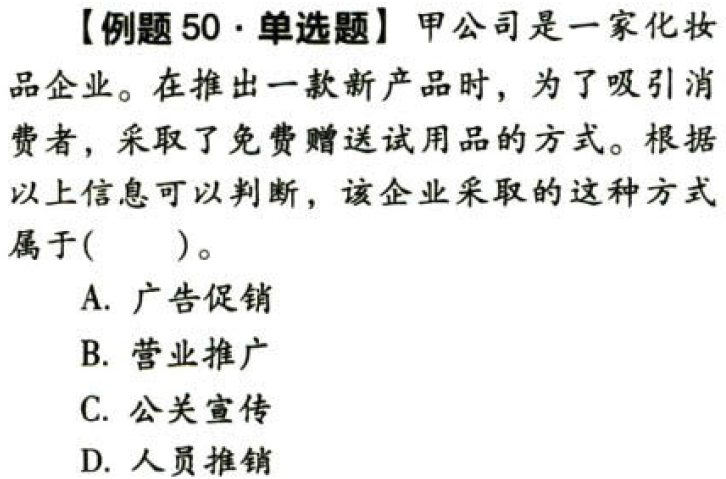 【例题 50 · 单选题】 甲公司是一家化妆
品企业。在推出一款新产品时，为了吸引消
费者，采取了免费赠送试用品的方式。根据
以上信息可以判断，该企业采取的这种方式
属于(　　)。
A. 广告促销
B. 营业推广
C. 公关宣传
D. 人员推销